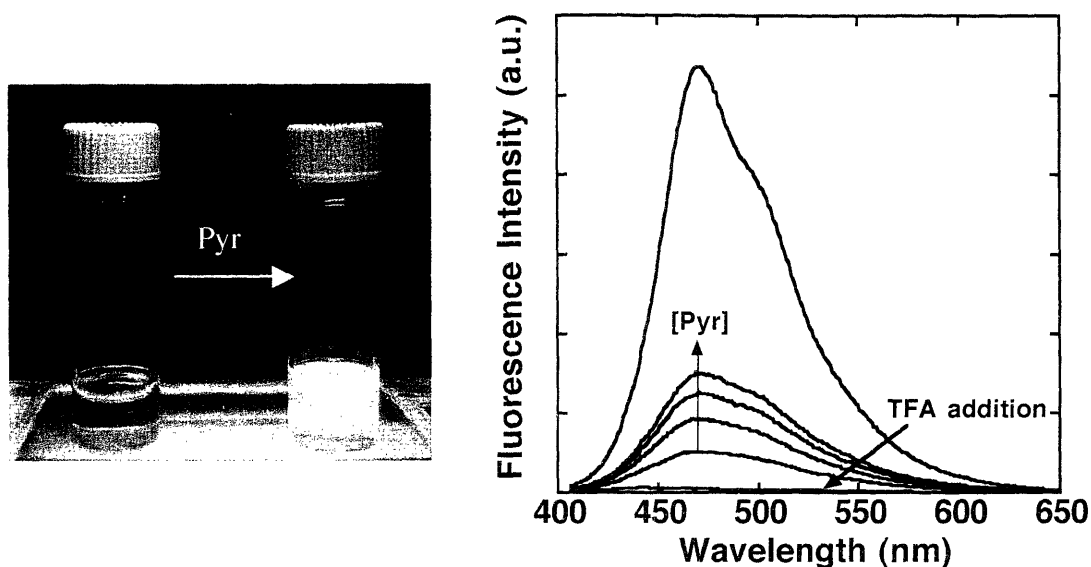 Pyr
Fluorescence Intensity (a.u.)
[Pyr]
TFA addition
400 450 500 550 600 650
Wavelength (nm)